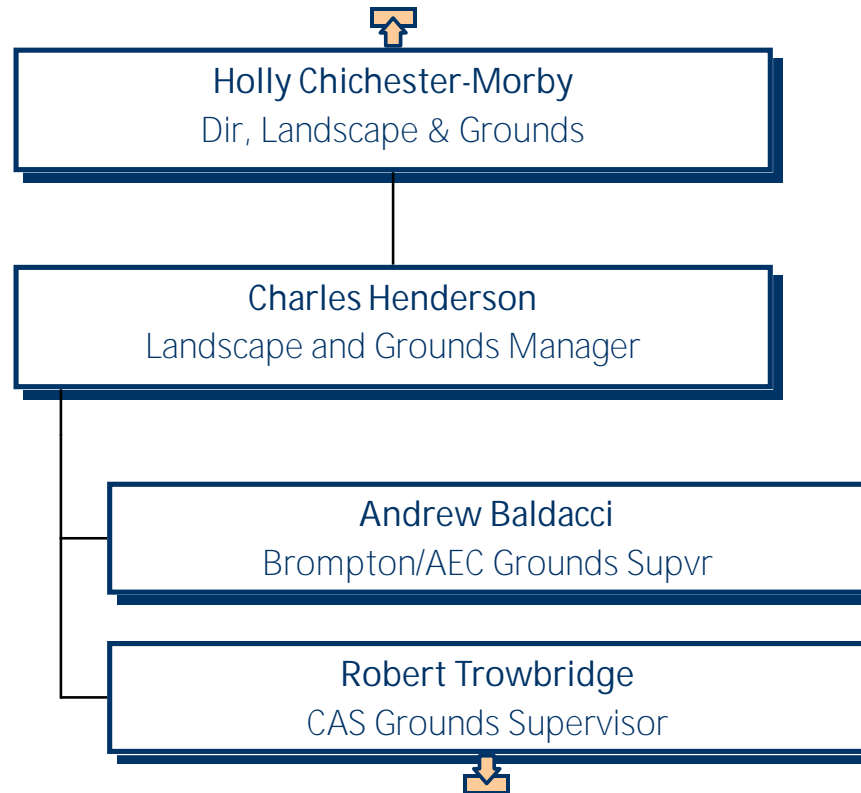 Holly Chichester-Morby
Dir, Landscape & Grounds
Charles Henderson
Landscape and Grounds Manager
Andrew Baldacci
Brompton/AEC Grounds Supvr
Robert Trowbridge
CAS Grounds Supervisor